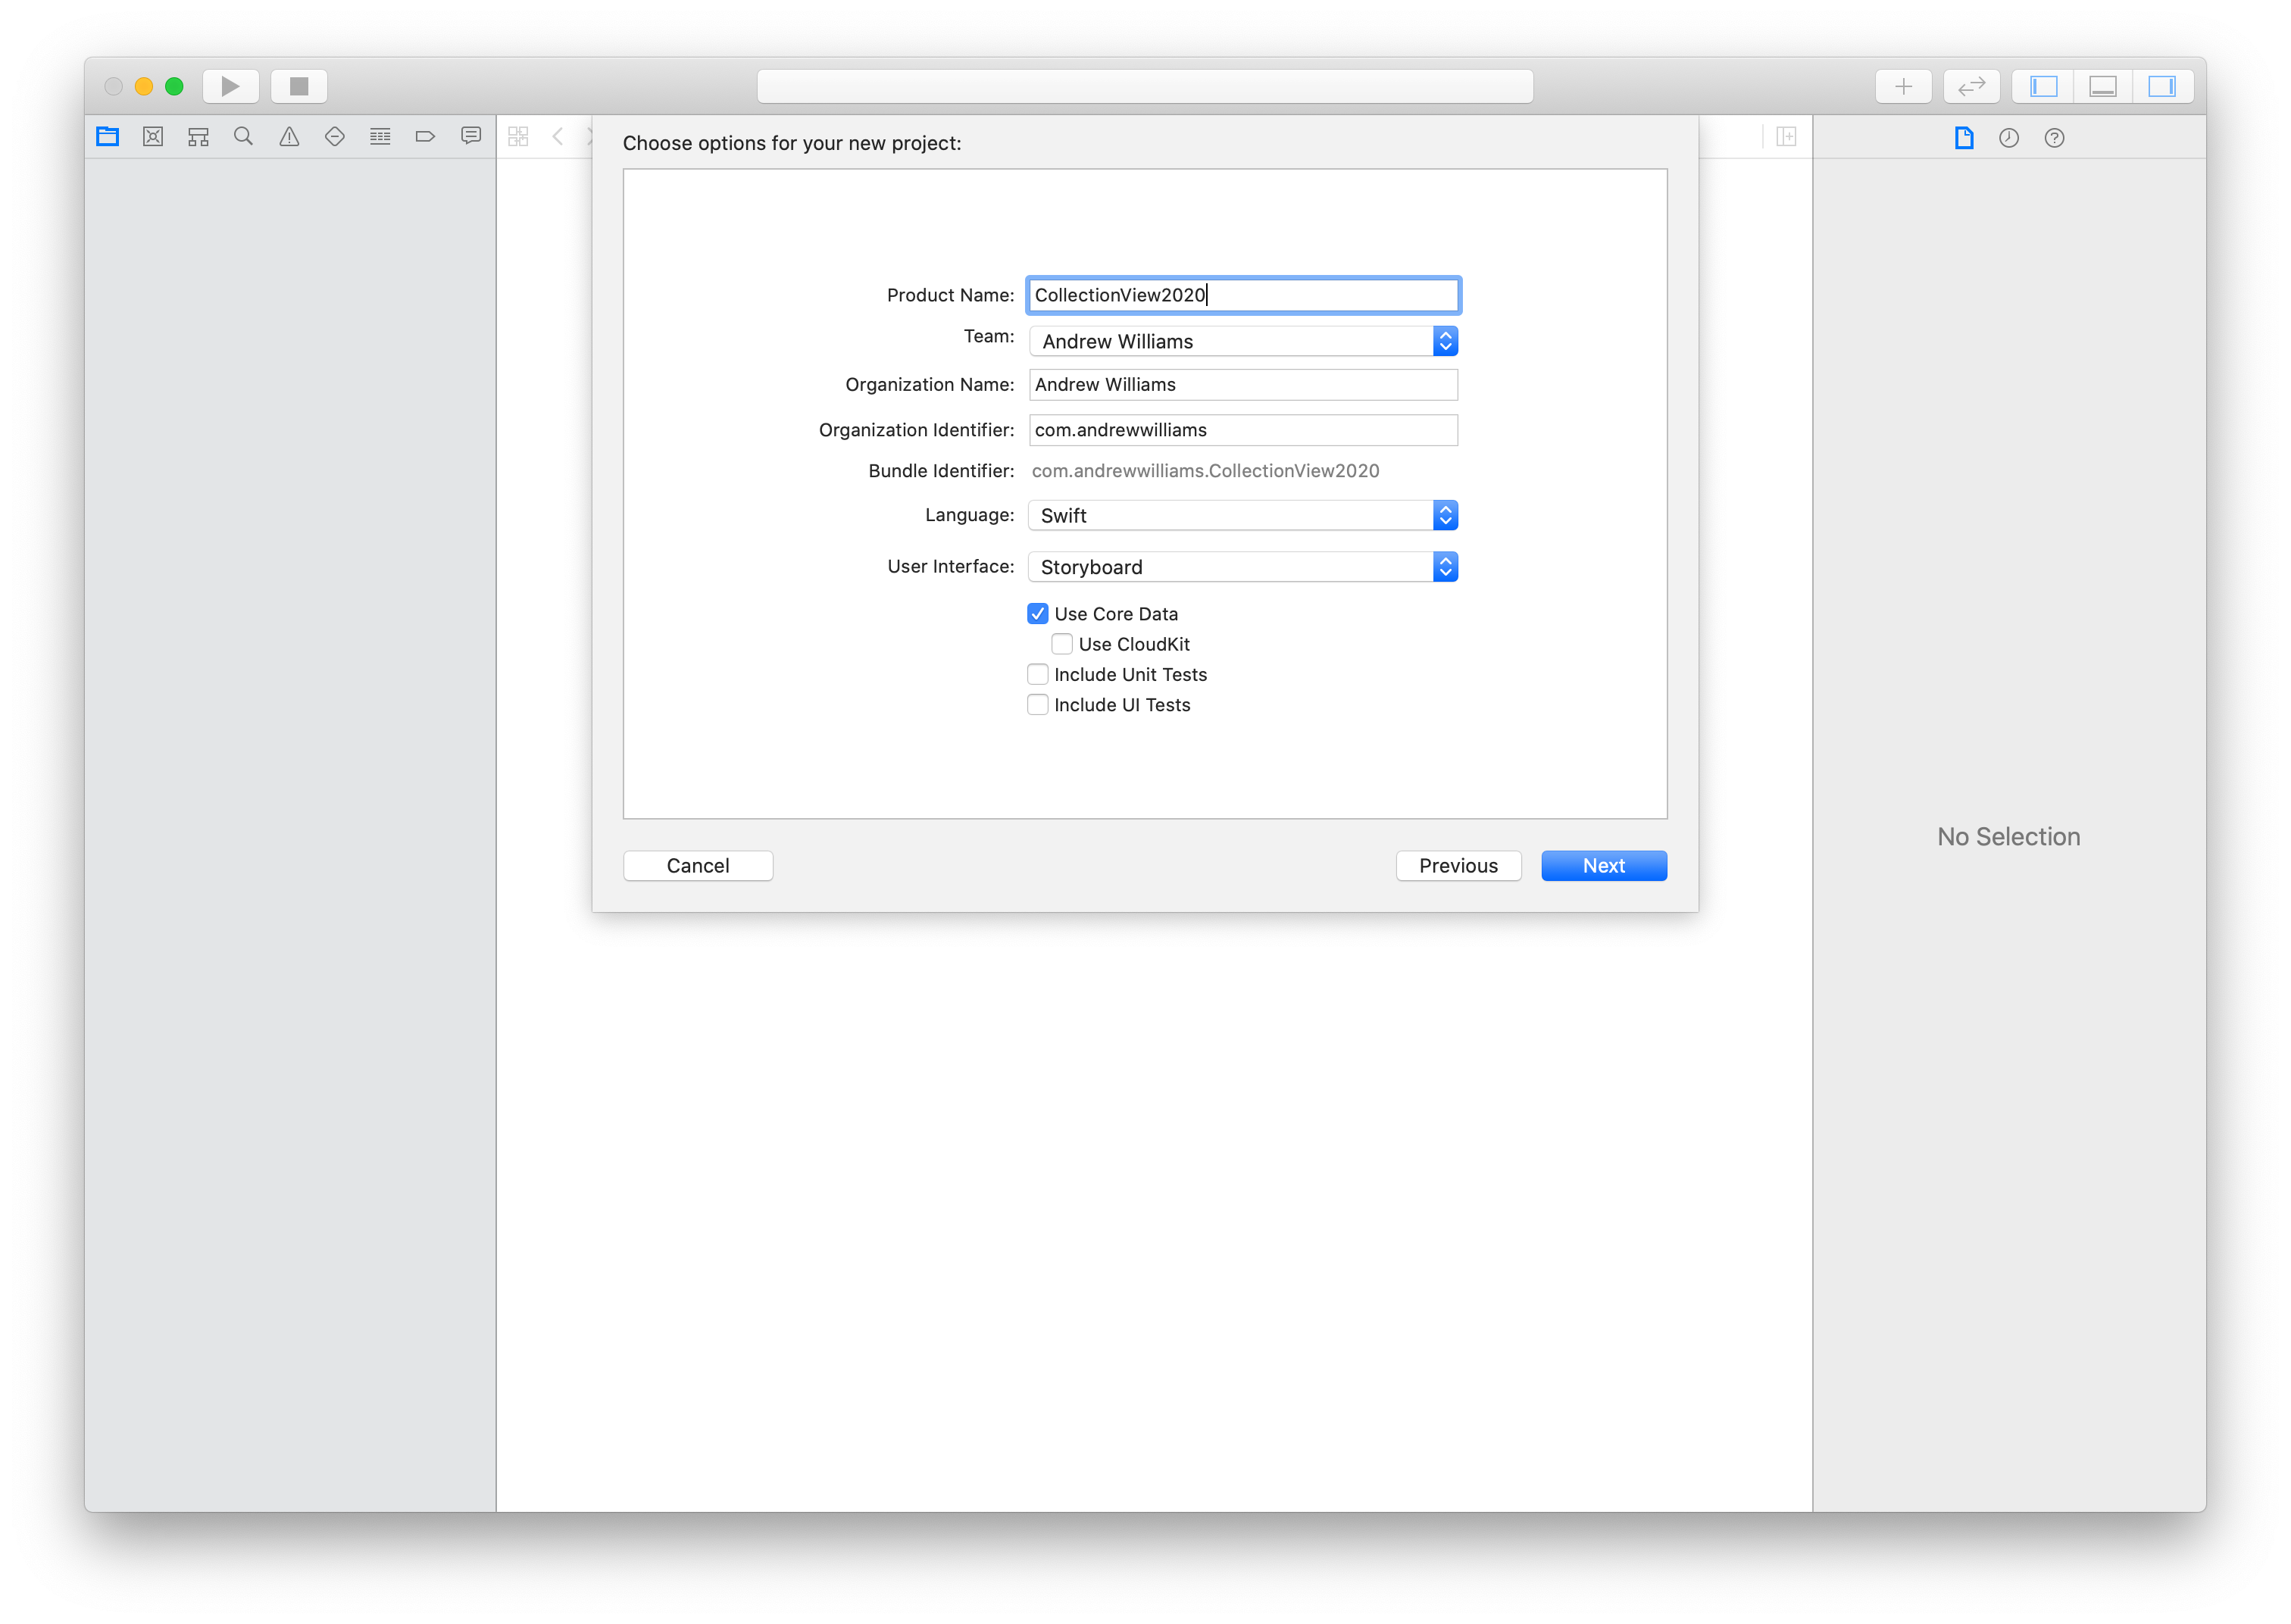 Choose options for your new project:
Product Name: CollectionView2020
Team: Andrew Williams
Organization Name: Andrew Williams
Organization Identifier: com.andrewwilliams
Bundle Identifier: com.andrewwilliams.CollectionView2020
Language: Swift
User Interface: Storyboard
Use Core Data
Use CloudKit
Include Unit Tests
Include UI Tests
No Selection
Cancel Previous Next